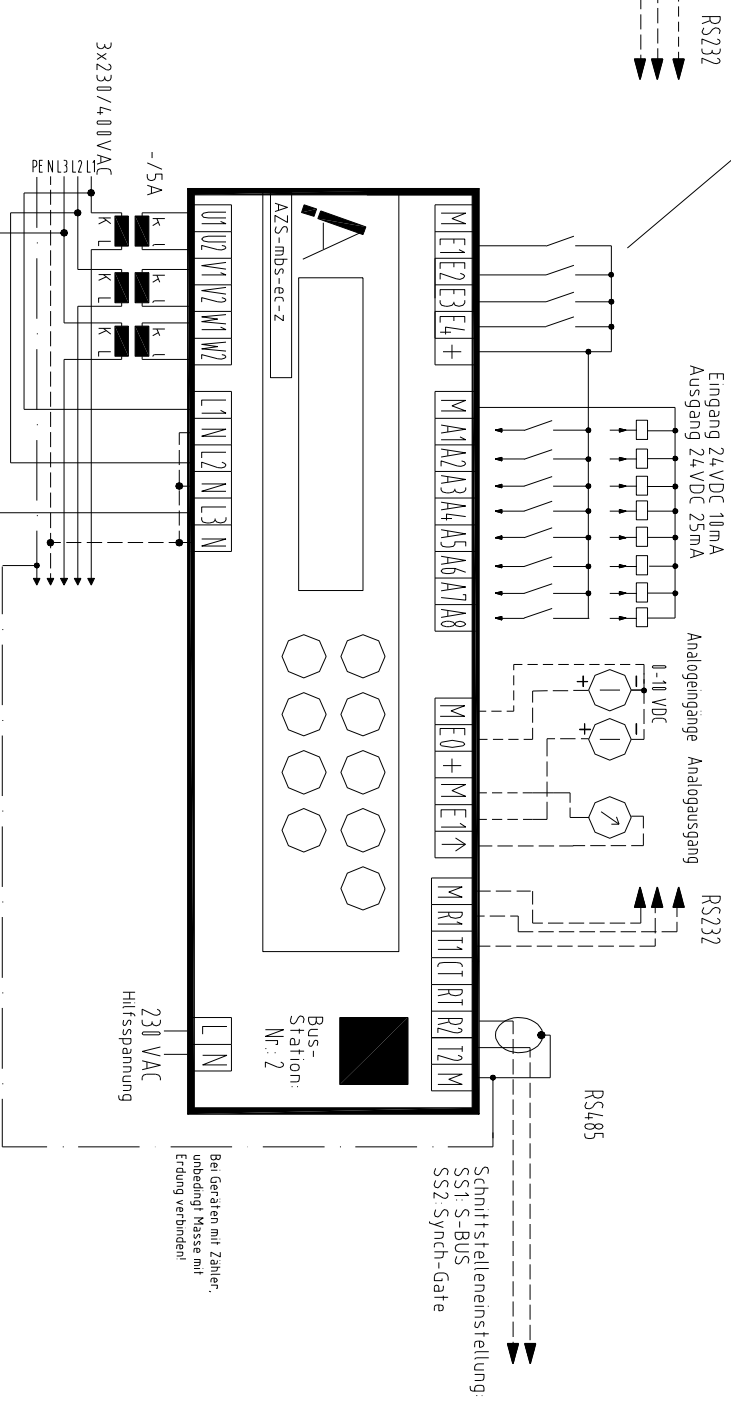 RS232
Eingang 24VDC 10mA
Ausgang 24VDC 25mA
Analogeingänge
Analogausgang
0-10 VDC
RS232
RS485
+
-
+
-
M E1 E2 E3 E4 +
M A1 A2 A3 A4 A5 A6 A7 A8
M E0 + M E1 ↑
M R1 T1 CT RT R2 T2 M
Schnittstelleneinstellung:
SS1: S-BUS
SS2: Synch-Gate
AZS-mbs-ec-z
Bus-
Station:
Nr.: 2
U1 U2 V1 V2 W1 W2
L1 N L2 N L3 N
L N
230 VAC
Hilfsspannung
-/5A
k l k l k l
K L K L K L
3x230/400VAC
PE N L3 L2 L1
Bei Geräten mit Zähler,
unbedingt Masse mit
Erdung verbinden!